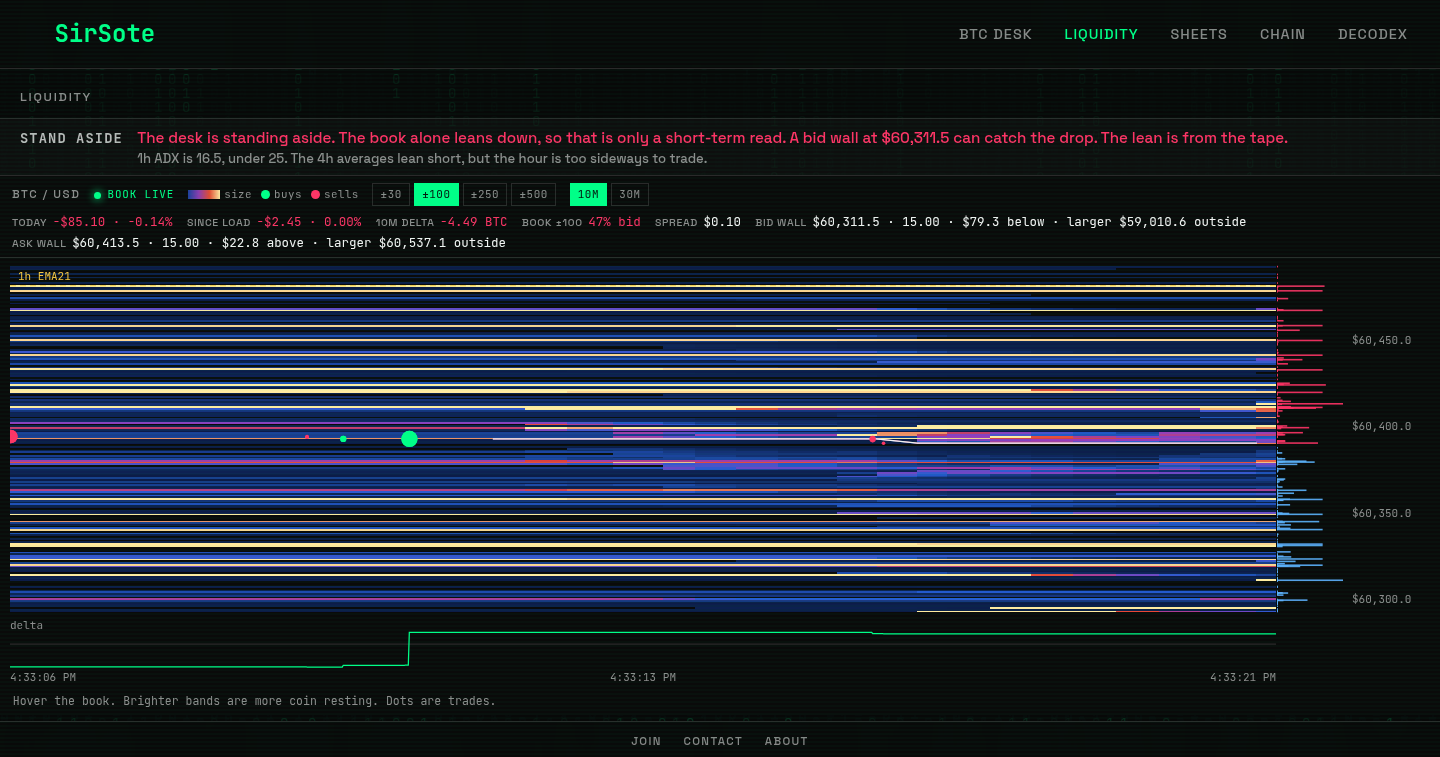 SirSote
BTC DESK LIQUIDITY SHEETS CHAIN DECODEX
LIQUIDITY
STAND ASIDE The desk is standing aside. The book alone leans down, so that is only a short-term read. A bid wall at $60,311.5 can catch the drop. The lean is from the tape.
1h ADX is 16.5, under 25. The 4h averages lean short, but the hour is too sideways to trade.
BTC / USD BOOK LIVE size buys sells ±30 ±100 ±250 ±500 10M 30M
TODAY -$85.10 · -0.14% SINCE LOAD -$2.45 · 0.00% 10M DELTA -4.49 BTC BOOK ±100 47% bid SPREAD $0.10 BID WALL $60,311.5 · 15.00 · $79.3 below · larger $59,010.6 outside
ASK WALL $60,413.5 · 15.00 · $22.8 above · larger $60,537.1 outside
1h EMA21
$60,450.0
$60,400.0
$60,350.0
$60,300.0
delta
4:33:06 PM 4:33:13 PM 4:33:21 PM
Hover the book. Brighter bands are more coin resting. Dots are trades.
JOIN CONTACT ABOUT